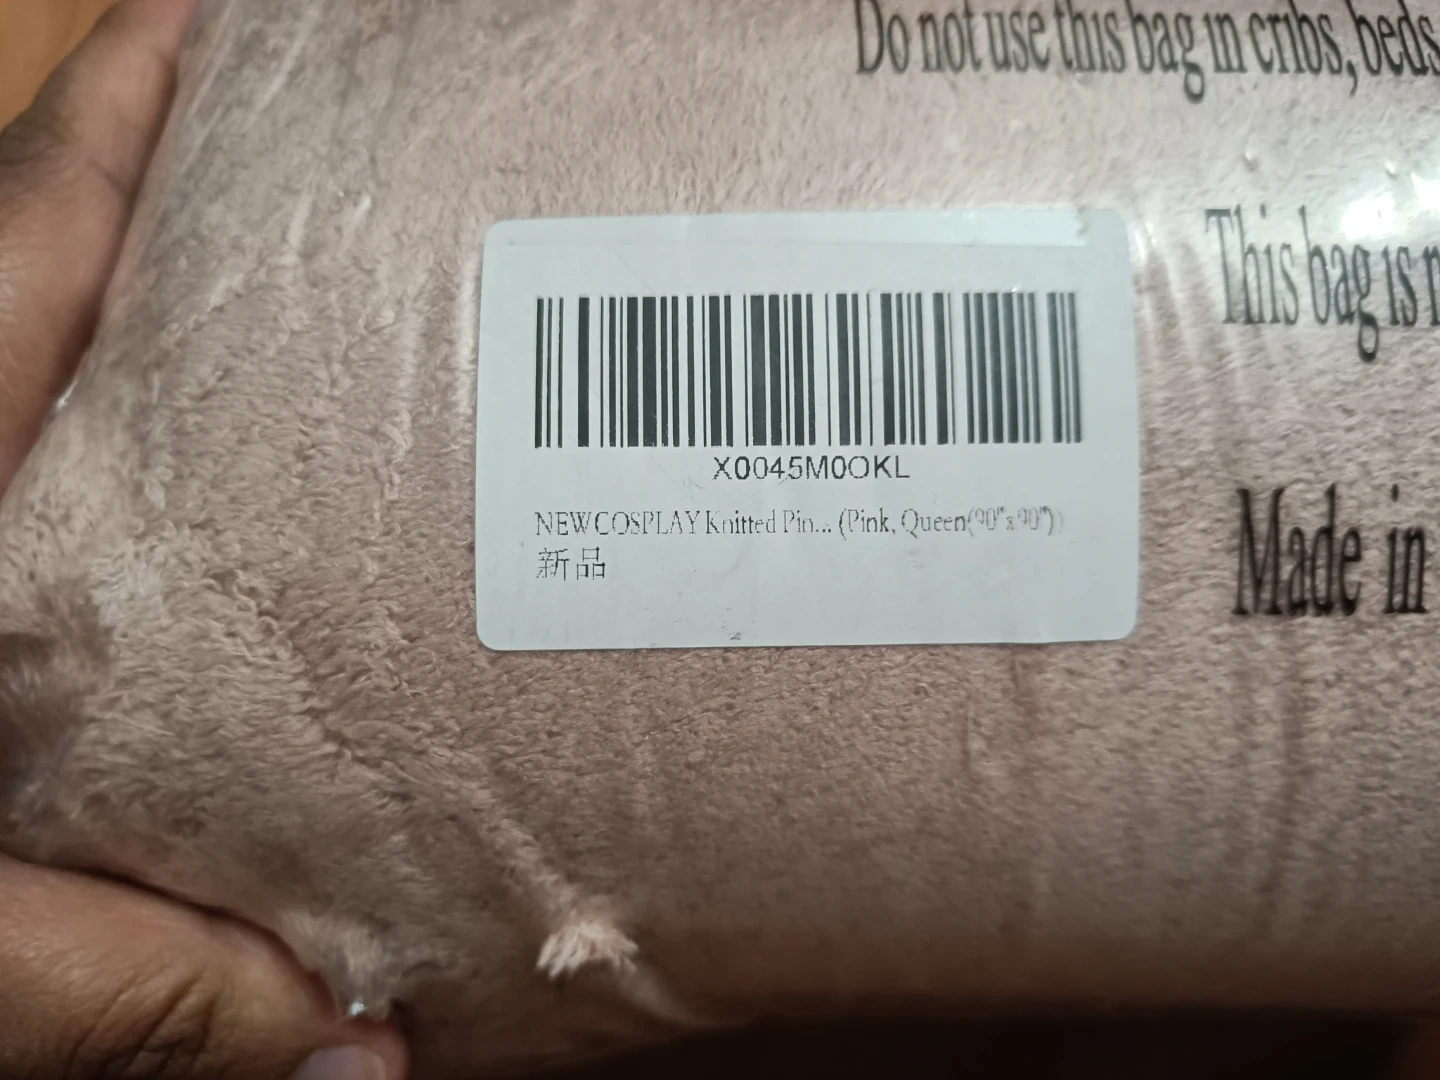 Do not use this bag in cribs, beds
This bag is
Made in
X0045M0OKL
NEWCOSPLAY Knitted Pin... (Pink, Queen(90"x90"))
新品